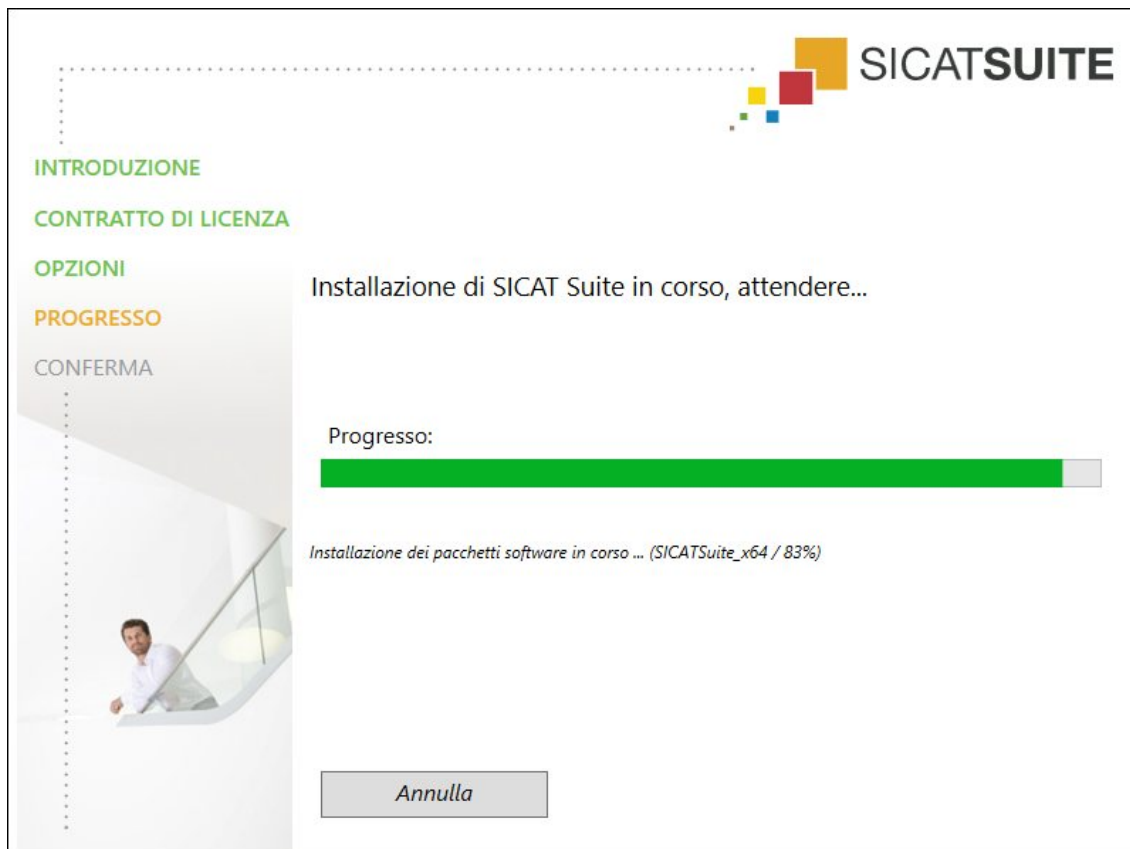 SICATSUITE
INTRODUZIONE
CONTRATTO DI LICENZA
OPZIONI
PROGRESSO
CONFERMA
Installazione di SICAT Suite in corso, attendere...
Progresso:
Installazione dei pacchetti software in corso ... (SICATSuite_x64 / 83%)
Annulla